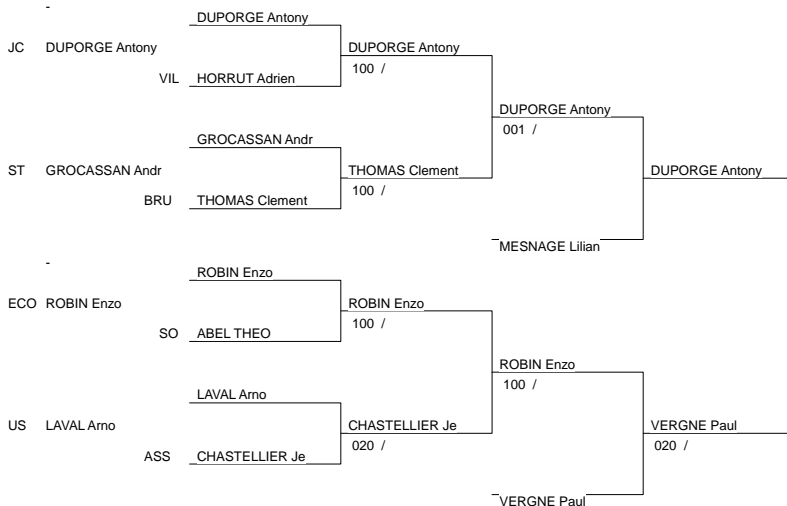 -
DUPORGE Antony
JC DUPORGE Antony DUPORGE Antony
100 /
VIL HORRUT Adrien
DUPORGE Antony
001 /
GROCASSAN Andr
ST GROCASSAN Andr THOMAS Clement DUPORGE Antony
100 /
BRU THOMAS Clement
MESNAGE Lilian
-
ROBIN Enzo
ECO ROBIN Enzo ROBIN Enzo
100 /
SO ABEL THEO
ROBIN Enzo
100 /
LAVAL Arno
US LAVAL Arno CHASTELLIER Je VERGNE Paul
020 / 020 /
ASS CHASTELLIER Je
VERGNE Paul